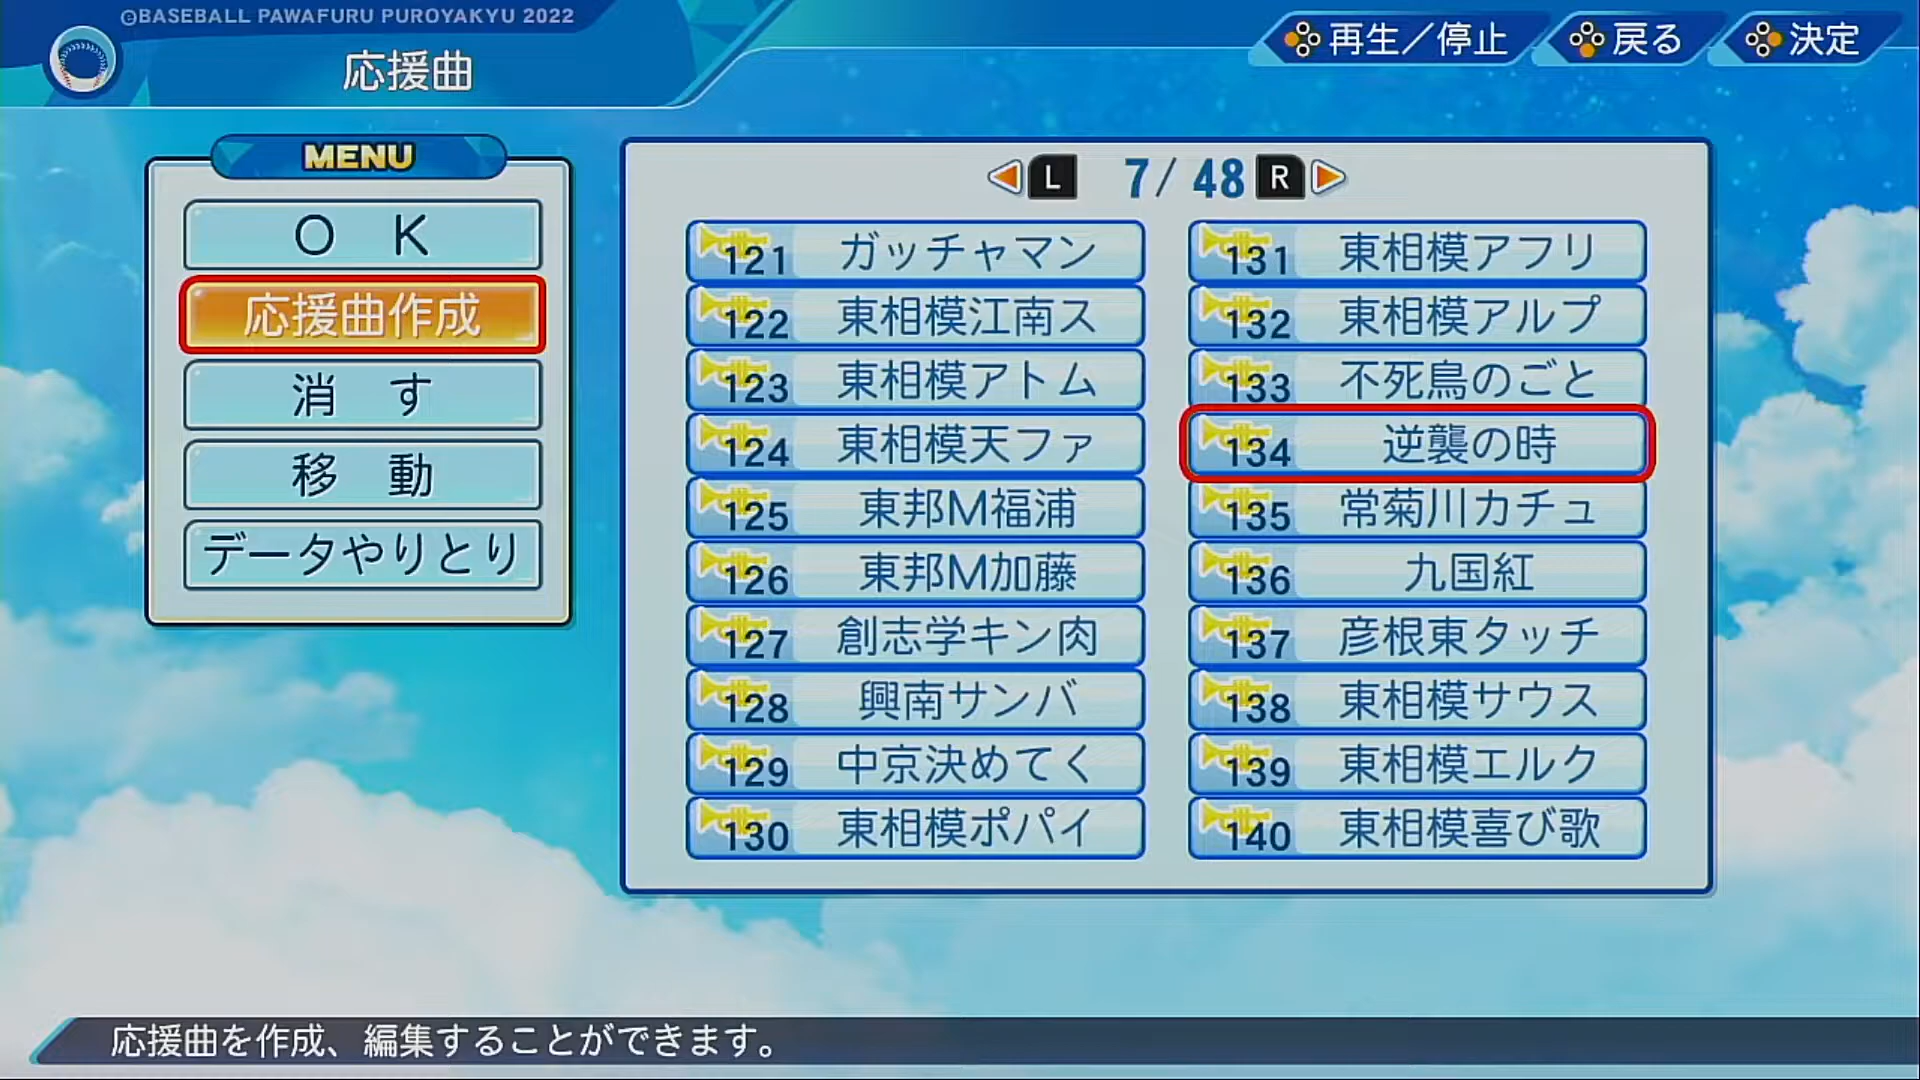 ©BASEBALL PAWAFURU PUROYAKYU 2022
応援曲
再生／停止
戻る
決定
MENU
OK
応援曲作成
消す
移動
データやりとり
L 7/48 R
121 ガッチャマン
122 東相模江南ス
123 東相模アトム
124 東相模天ファ
125 東邦M福浦
126 東邦M加藤
127 創志学キン肉
128 興南サンバ
129 中京決めてく
130 東相模ポパイ
131 東相模アフリ
132 東相模アルプ
133 不死鳥のごと
134 逆襲の時
135 常菊川カチュ
136 九国紅
137 彦根東タッチ
138 東相模サウス
139 東相模エルク
140 東相模喜び歌
応援曲を作成、編集することができます。